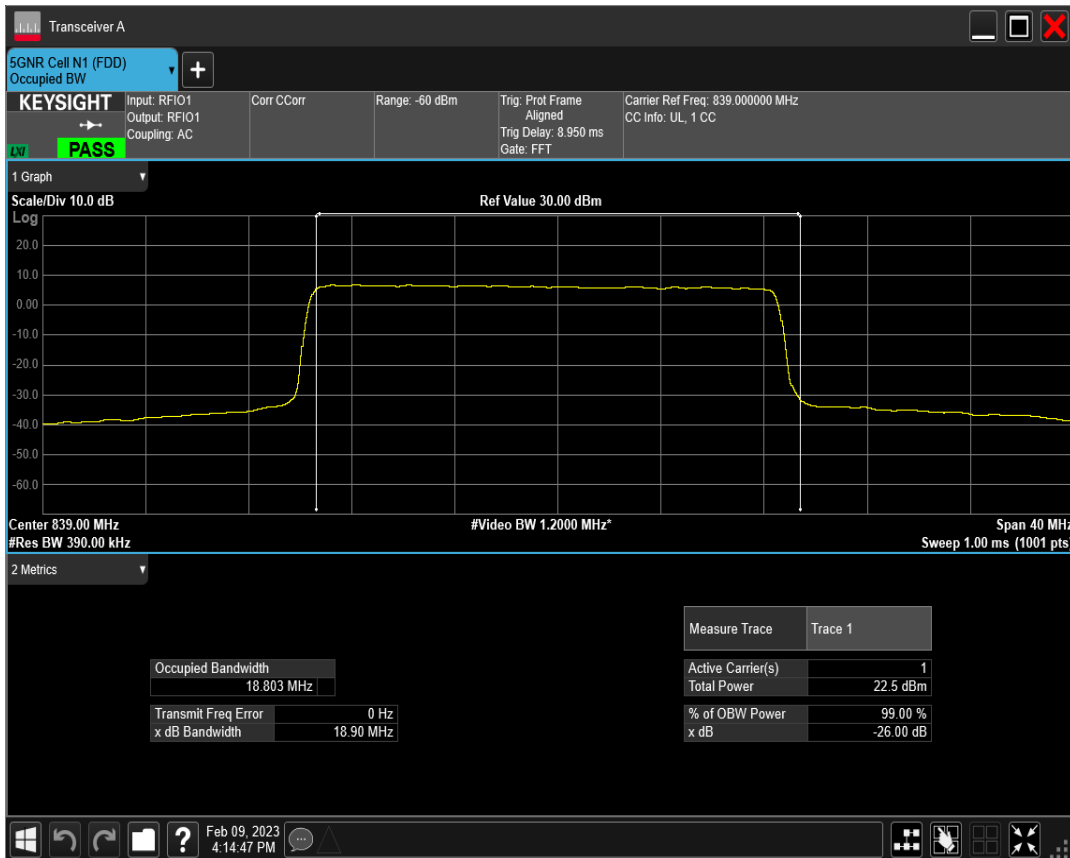 Transceiver A
5GNR Cell N1 (FDD)
Occupied BW
+
KEYSIGHT
LXI
PASS
Input: RFIO1
Output: RFIO1
Coupling: AC
Corr CCorr
Range: -60 dBm
Trig: Prot Frame
Aligned
Trig Delay: 8.950 ms
Gate: FFT
Carrier Ref Freq: 839.000000 MHz
CC Info: UL, 1 CC
1 Graph
Scale/Div 10.0 dB
Ref Value 30.00 dBm
Log
20.0
10.0
0.00
-10.0
-20.0
-30.0
-40.0
-50.0
-60.0
Center 839.00 MHz
#Video BW 1.2000 MHz*
Span 40 MHz
#Res BW 390.00 kHz
Sweep 1.00 ms (1001 pts)
2 Metrics
Measure Trace Trace 1
Occupied Bandwidth
18.803 MHz
Active Carrier(s) 1
Total Power 22.5 dBm
Transmit Freq Error 0 Hz
x dB Bandwidth 18.90 MHz
% of OBW Power 99.00 %
x dB -26.00 dB
?
Feb 09, 2023
4:14:47 PM